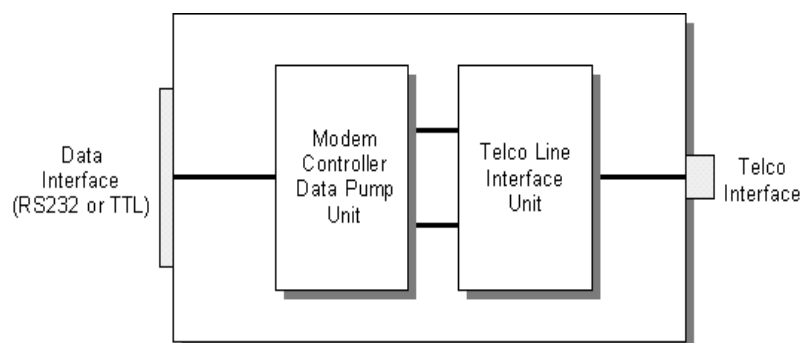 Data
Interface
(RS232 or TTL)
Modem
Controller
Data Pump
Unit
Telco Line
Interface
Unit
Telco
Interface